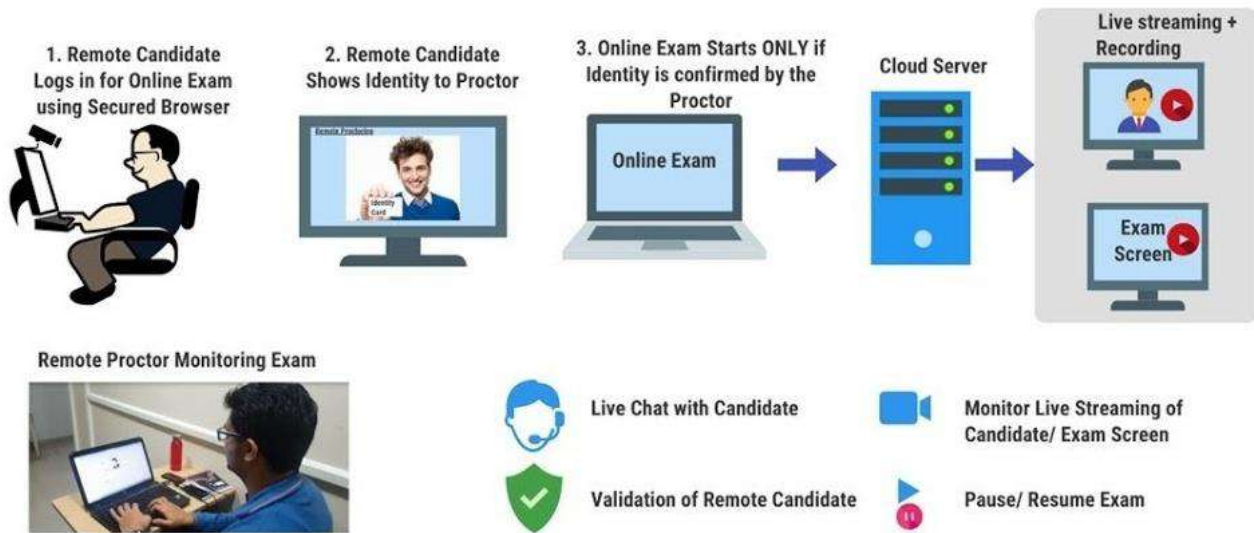 1. Remote Candidate
Logs in for Online Exam
using Secured Browser
2. Remote Candidate
Shows Identity to Proctor
Remote Proctoring
Identity
Card
3. Online Exam Starts ONLY if
Identity is confirmed by the
Proctor
Online Exam
Cloud Server
Live streaming +
Recording
Exam
Screen
Remote Proctor Monitoring Exam
Live Chat with Candidate
Monitor Live Streaming of
Candidate/ Exam Screen
Validation of Remote Candidate
Pause/ Resume Exam